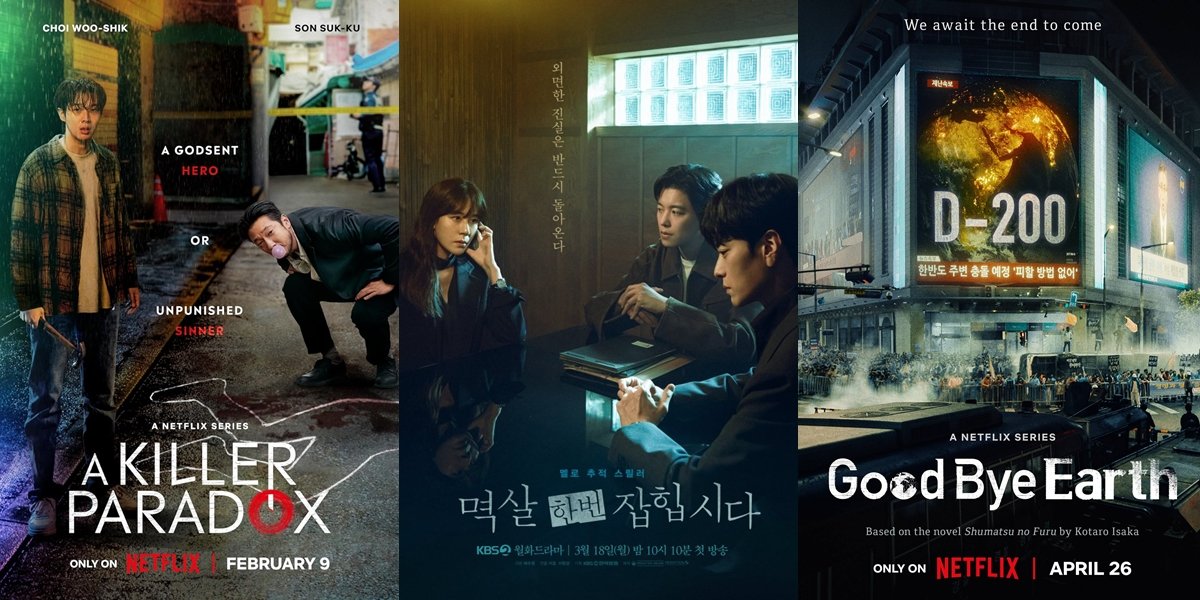 CHOI WOO-SHIK
SON SUK-KU
A GODSENT
HERO
OR
UNPUNISHED
SINNER
A NETFLIX SERIES
A KILLER
PARADOX
ONLY ON NETFLIX | FEBRUARY 9
외면한 진실은 반드시 돌아온다
멜로 추적 스릴러
멱살 한번 잡힙시다
KBS2 월화드라마 | 3월 18일(월) 밤 10시 10분 첫 방송
We await the end to come
재난속보
D-200
한반도 주변 충돌 예정 '피할 방법 없어'
A NETFLIX SERIES
Goodbye Earth
Based on the novel Shumatsu no Furu by Kotaro Isaka
ONLY ON NETFLIX | APRIL 26